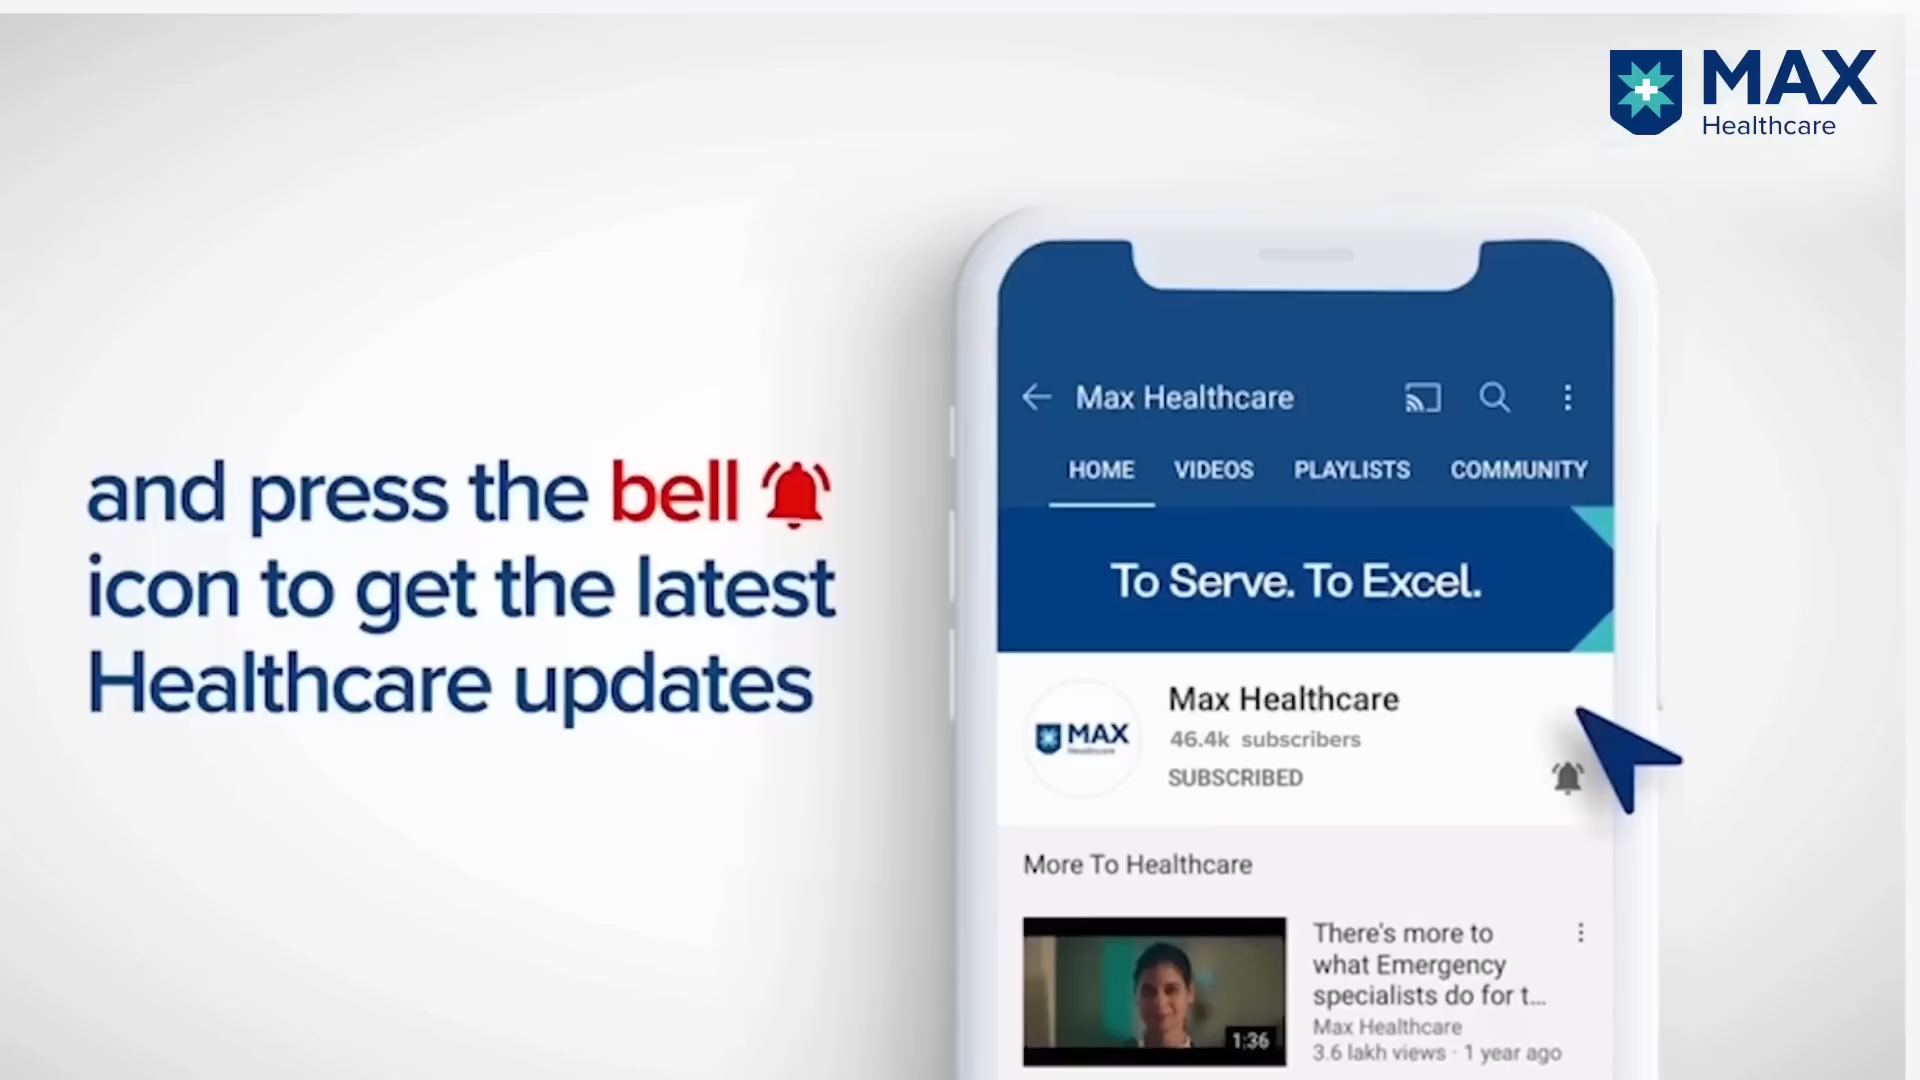 MAX
Healthcare
and press the bell
icon to get the latest
Healthcare updates
Max Healthcare
HOME VIDEOS PLAYLISTS COMMUNITY
To Serve. To Excel.
MAX
Healthcare
Max Healthcare
46.4k subscribers
SUBSCRIBED
More To Healthcare
There's more to
what Emergency
specialists do for t...
Max Healthcare
3.6 lakh views · 1 year ago
1:36